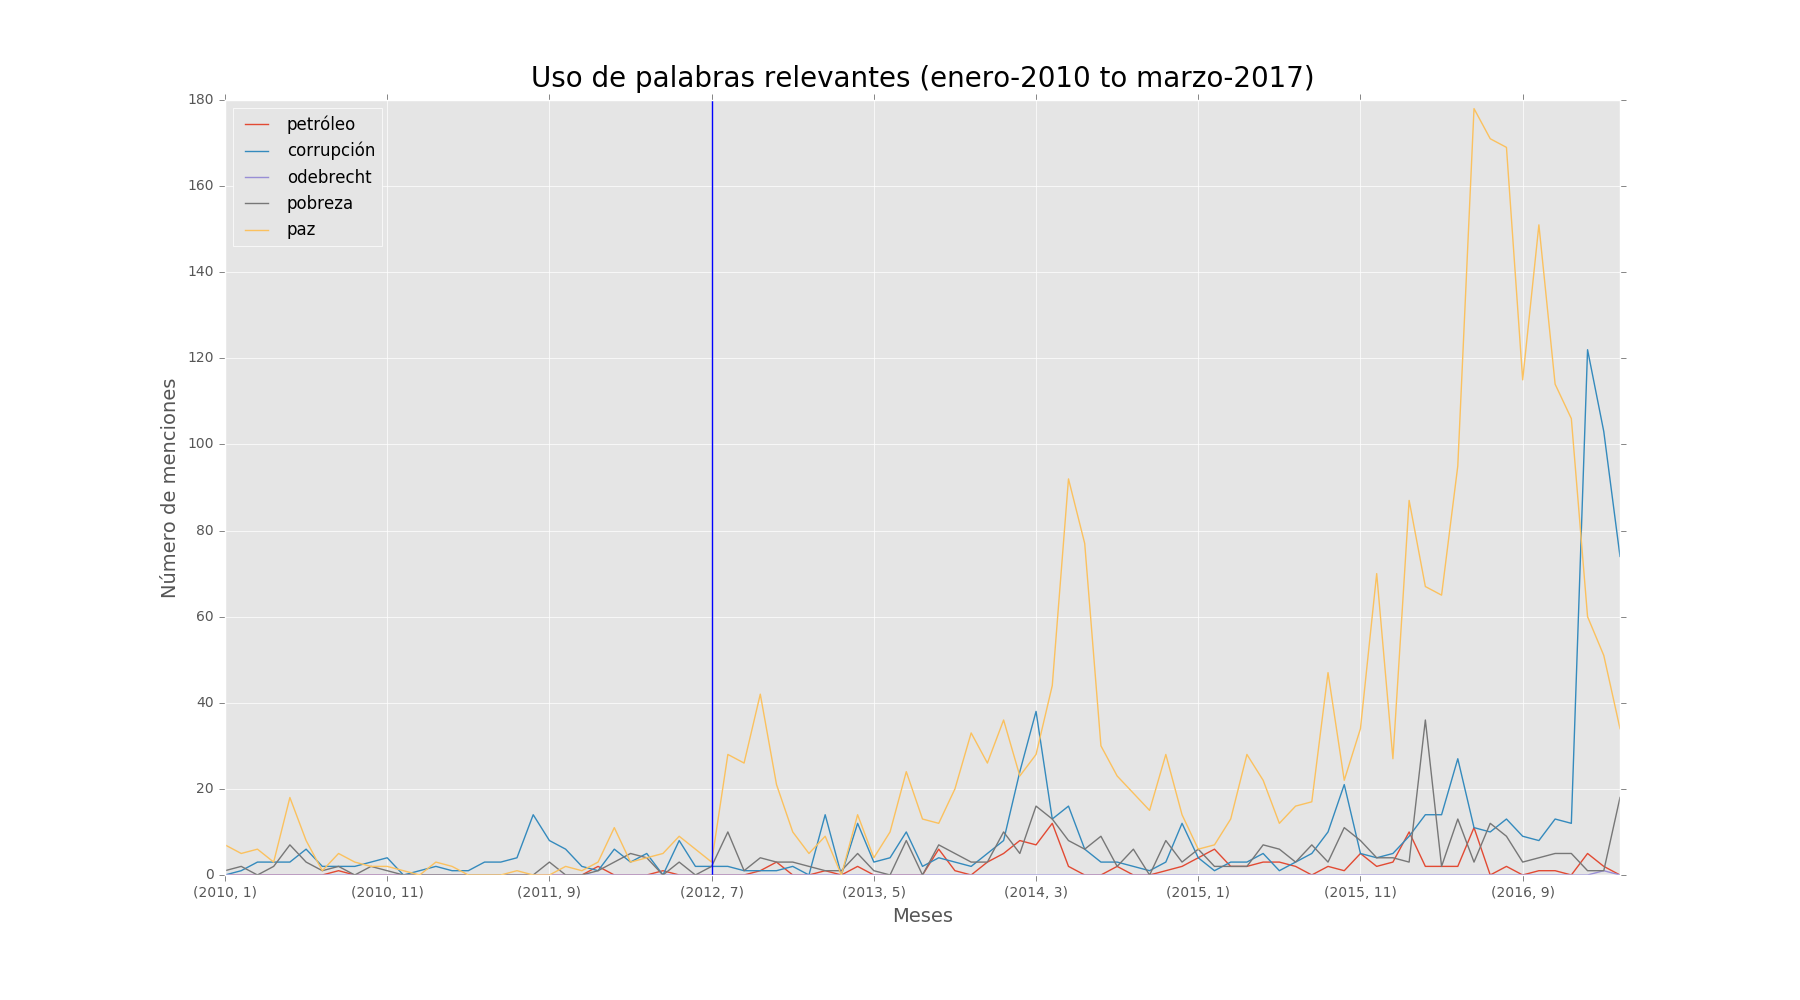 Uso de palabras relevantes (enero-2010 to marzo-2017)
180
160
140
120
100
80
60
40
20
0
Número de menciones
petróleo
corrupción
odebrecht
pobreza
paz
(2010, 1) (2010, 11) (2011, 9) (2012, 7) (2013, 5) (2014, 3) (2015, 1) (2015, 11) (2016, 9)
Meses